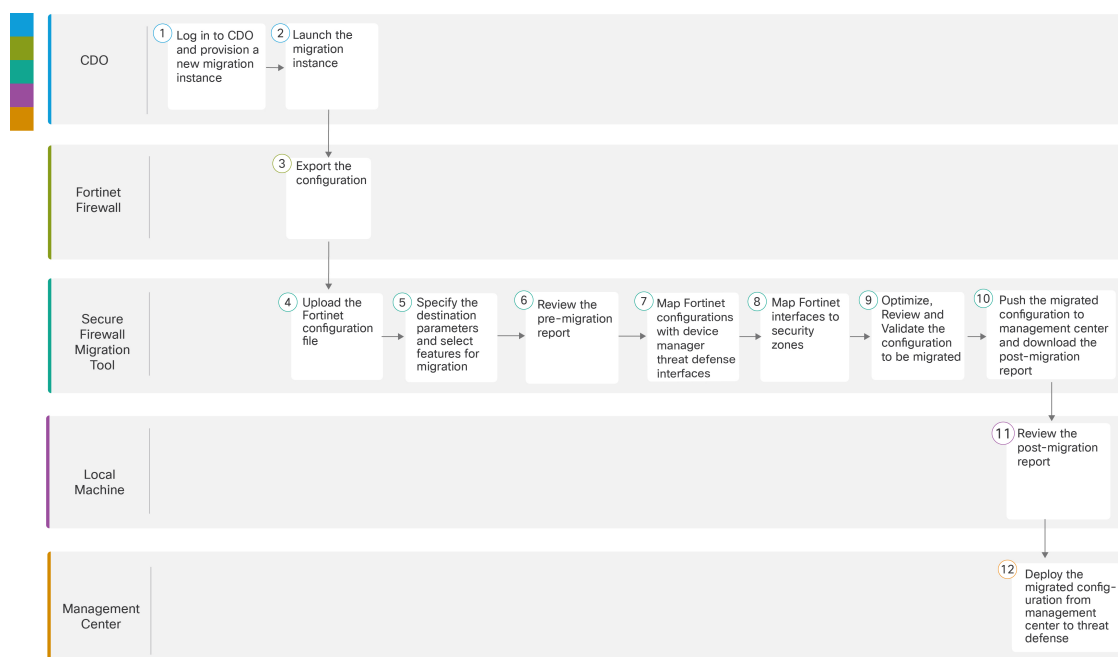 CDO
1
Log in to CDO
and provision a
new migration
instance
2
Launch the
migration
instance
Fortinet
Firewall
3
Export the
configuration
Secure
Firewall
Migration
Tool
4
Upload the
Fortinet
configuration
file
5
Specify the
destination
parameters
and select
features for
migration
6
Review the
pre-migration
report
7
Map Fortinet
configurations
with device
manager
threat defense
interfaces
8
Map Fortinet
interfaces to
security
zones
9
Optimize,
Review and
Validate the
configuration
to be migrated
10
Push the migrated
configuration to
management center
and download the
post-migration
report
Local
Machine
11
Review the
post-migration
report
Management
Center
12
Deploy the
migrated config-
uration from
management
center to threat
defense